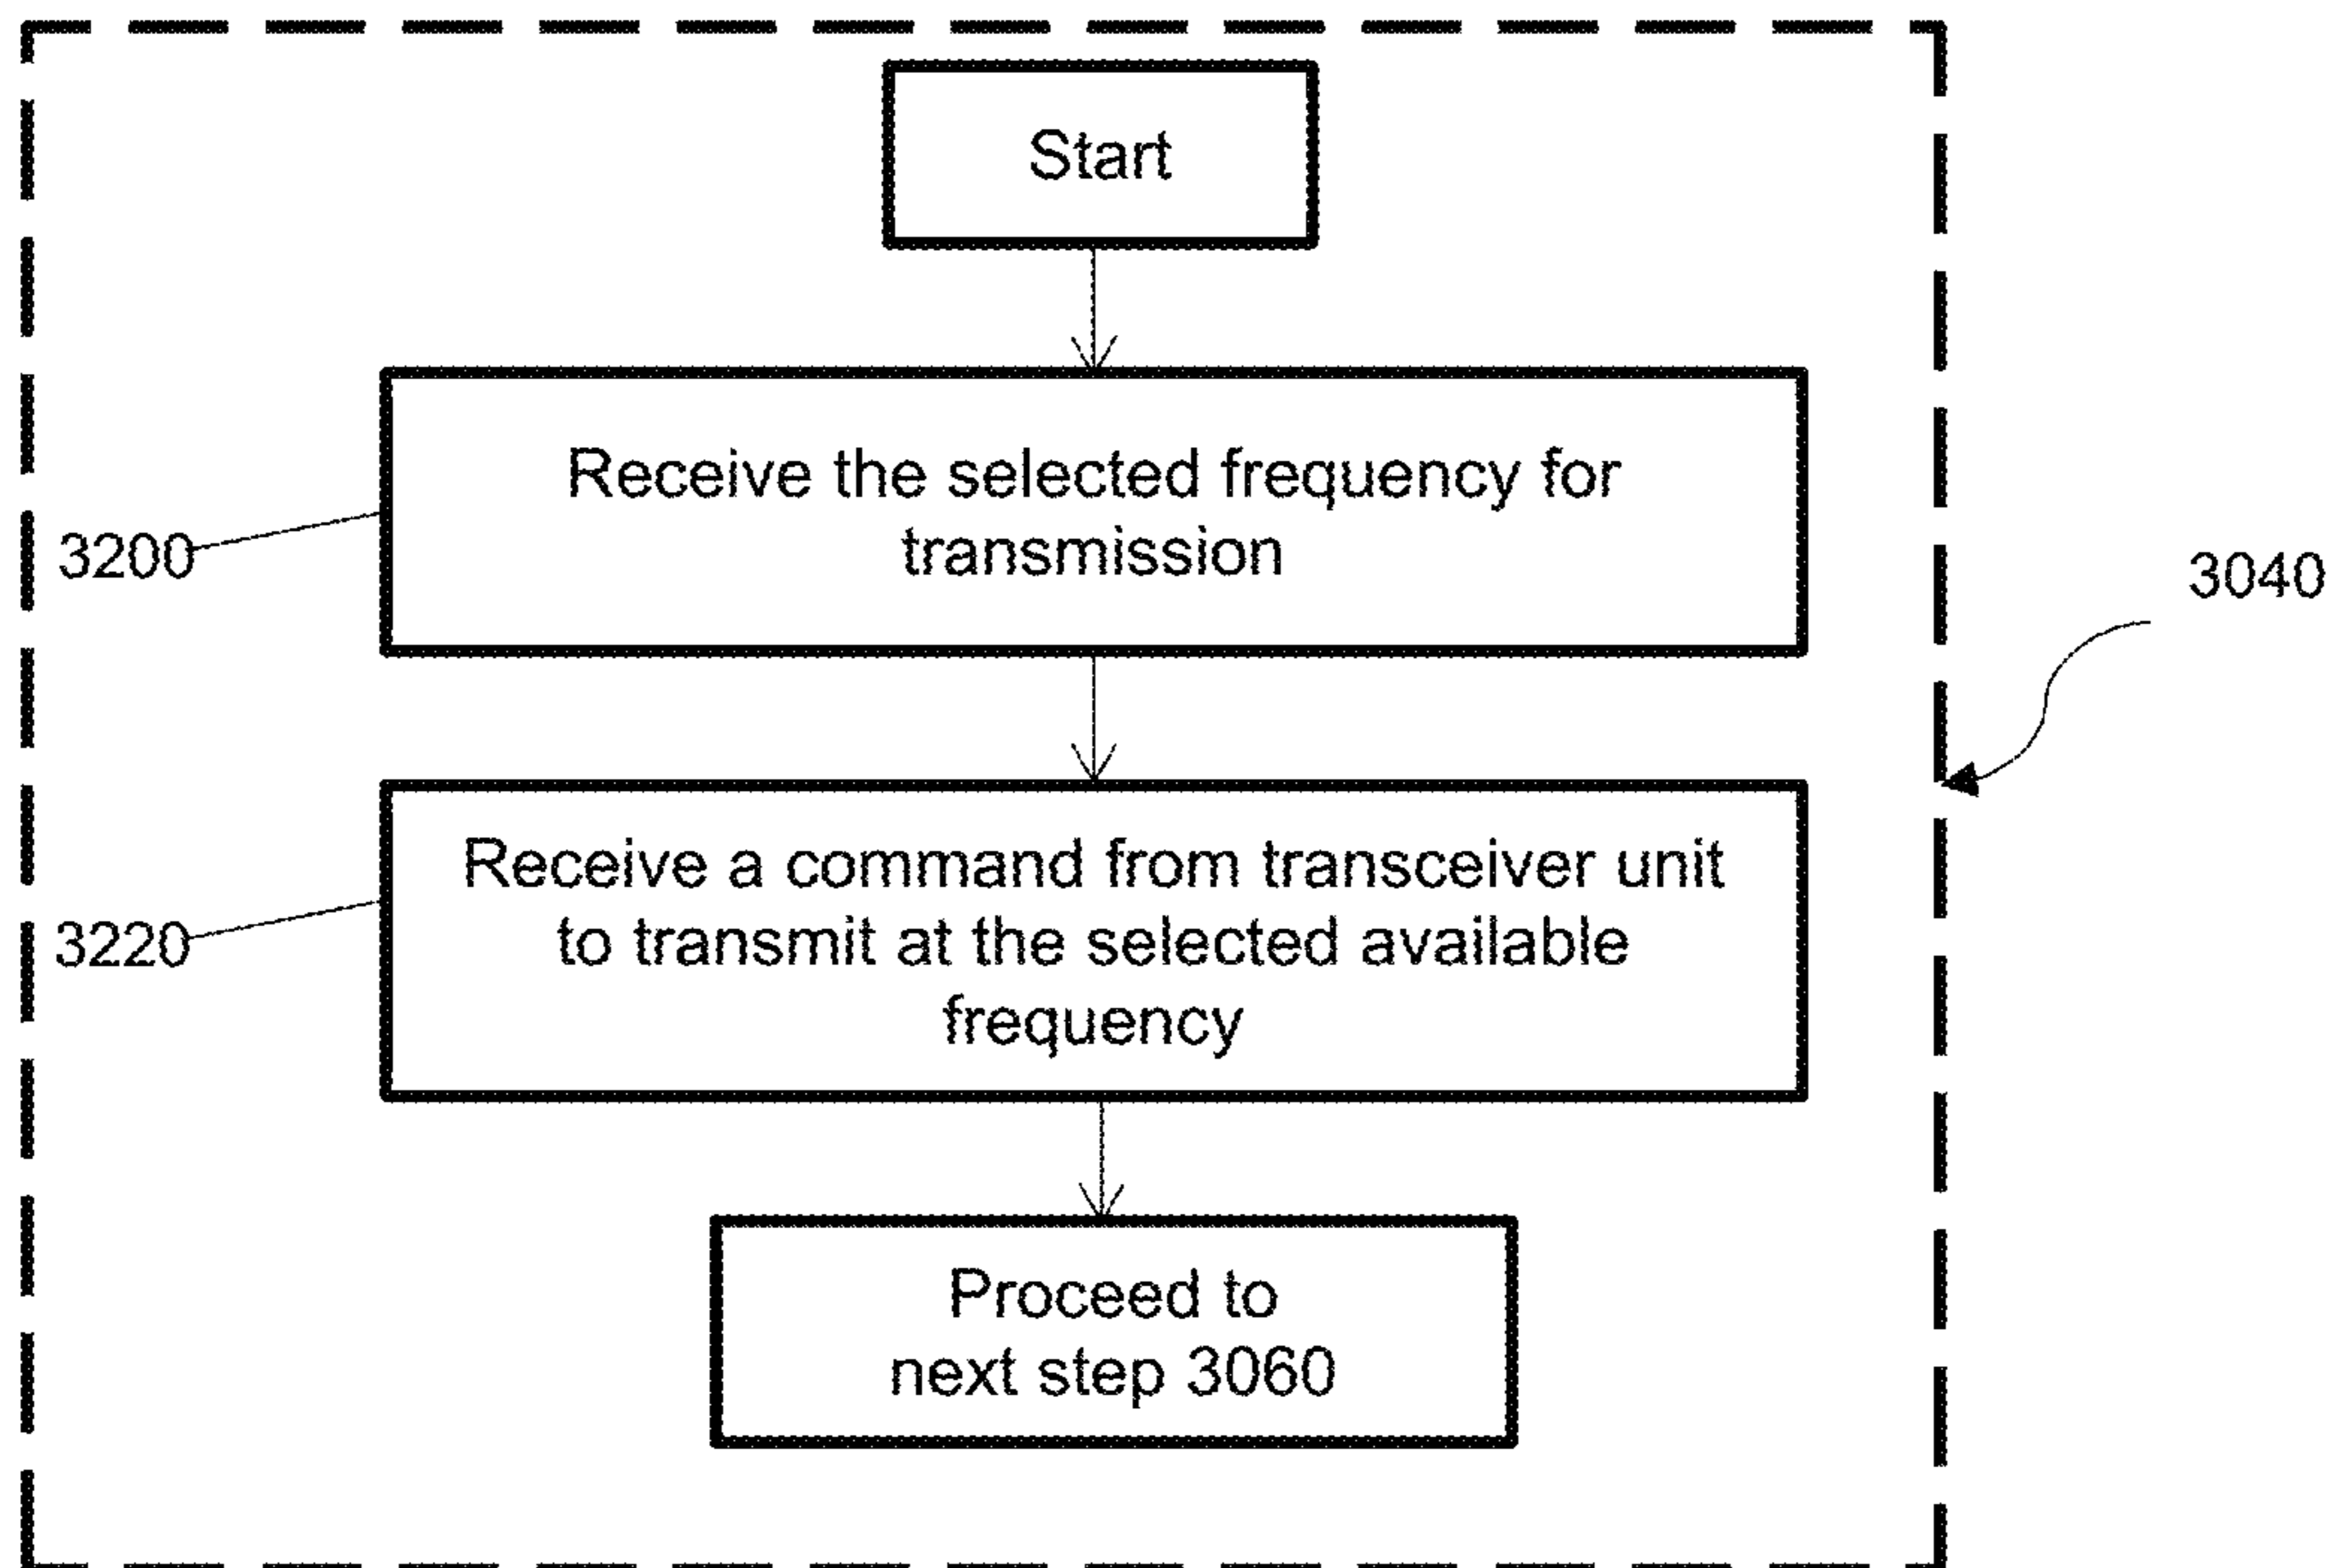 Start
Receive the selected frequency for
transmission
3200
3040
Receive a command from transceiver unit
to transmit at the selected available
frequency
3220
Proceed to
next step 3060